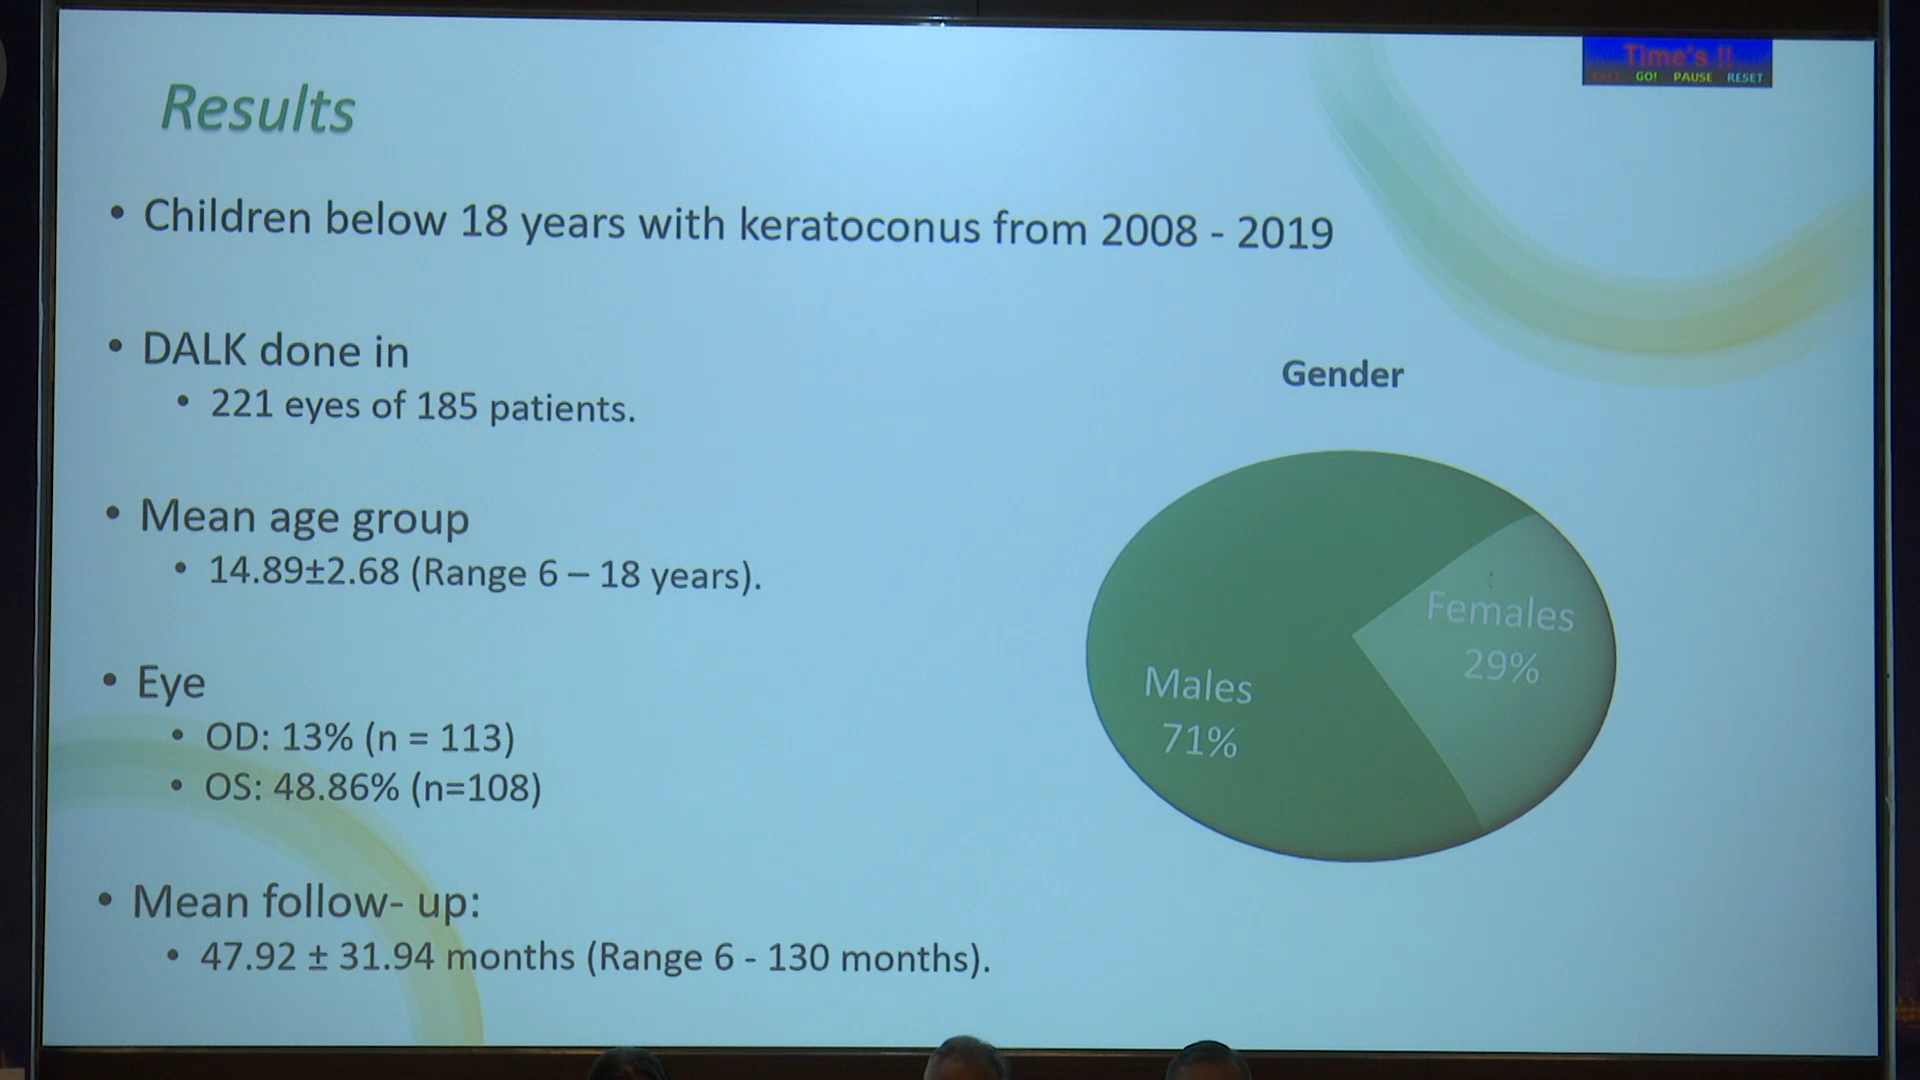 Time's !!
EXIT GO! PAUSE RESET
Results
• Children below 18 years with keratoconus from 2008 - 2019
• DALK done in
• 221 eyes of 185 patients.
• Mean age group
• 14.89±2.68 (Range 6 – 18 years).
• Eye
• OD: 13% (n = 113)
• OS: 48.86% (n=108)
• Mean follow- up:
• 47.92 ± 31.94 months (Range 6 - 130 months).
Gender
Females
29%
Males
71%